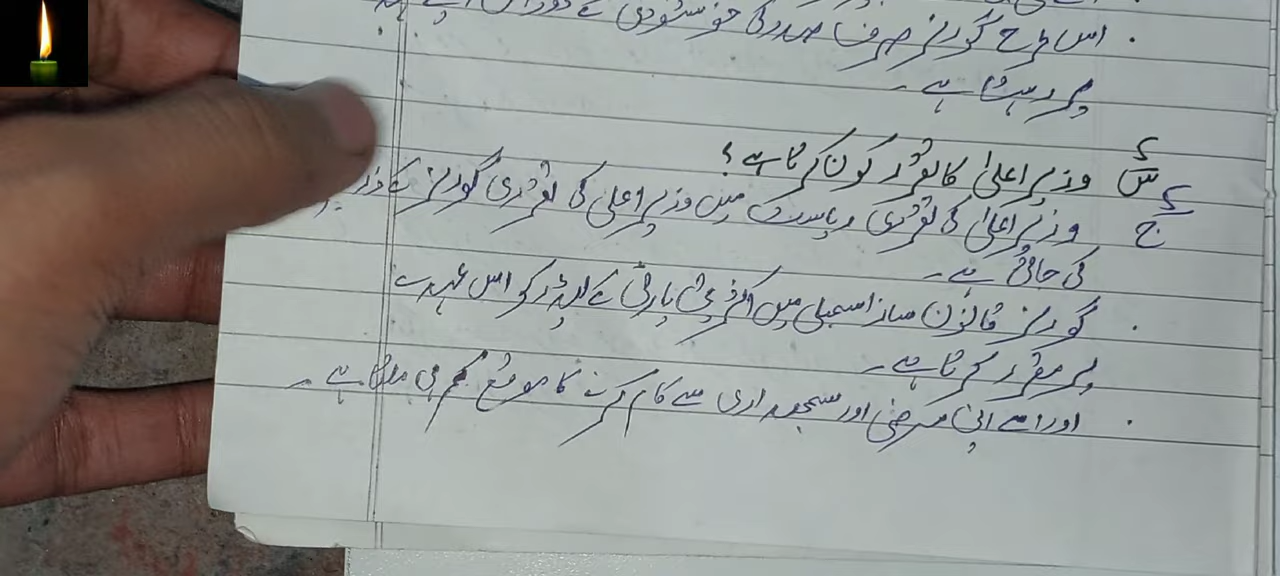 اس طرح گورنر صرف صدر کی خوشنودی کے دوران اپنے
پر رہتا ہے۔
س وزیر اعلیٰ کا تقرر کون کرتا ہے؟
ج وزیر اعلیٰ کی تقرری ریاست میں وزیر اعلیٰ کی تقرری گورنر کے ذریعہ
کی جاتی ہے۔
گورنر قانون ساز اسمبلی میں اکثریتی پارٹی کے لیڈر کو اس عہدے
پر مقرر کرتا ہے۔
اور اسے اپنی مرضی اور سمجھداری سے کام کرنے کا موقع کم ہی ملتا ہے۔